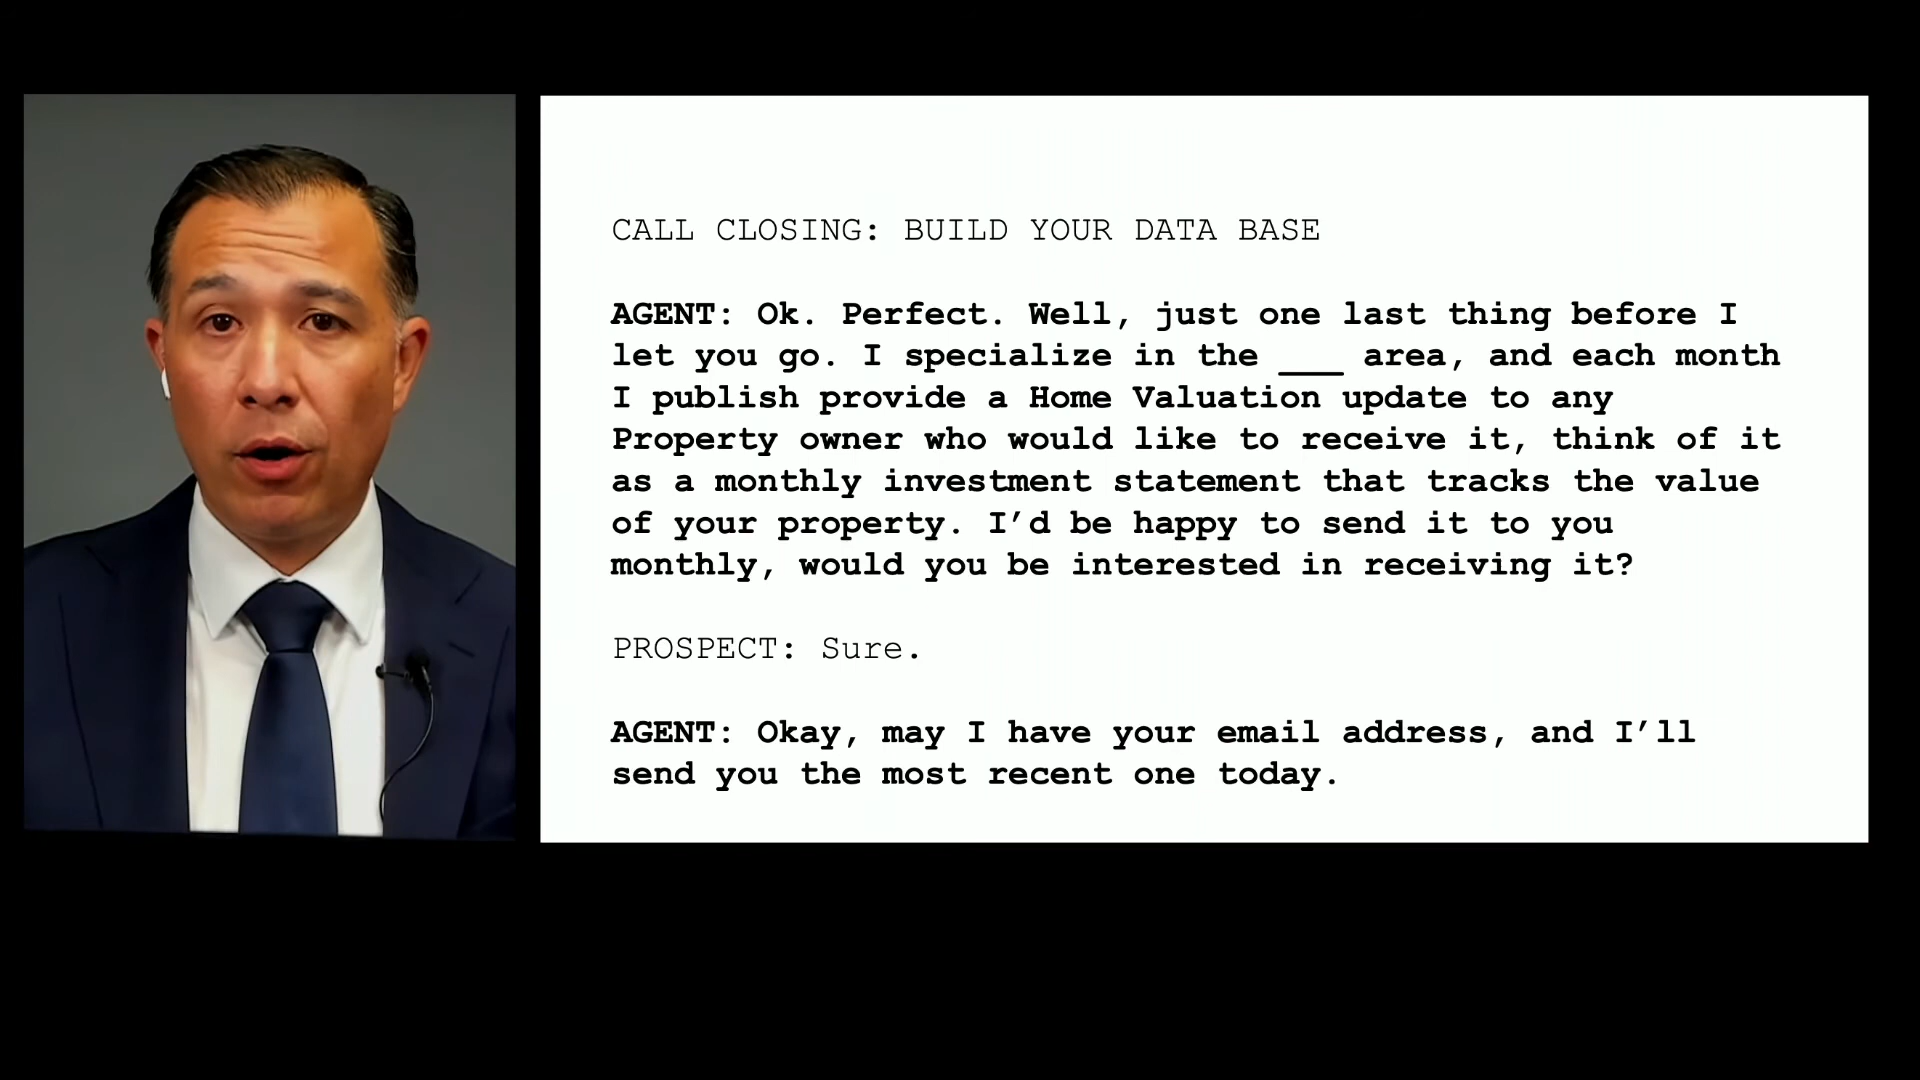 CALL CLOSING: BUILD YOUR DATA BASE
AGENT: Ok. Perfect. Well, just one last thing before I
let you go. I specialize in the ___ area, and each month
I publish provide a Home Valuation update to any
Property owner who would like to receive it, think of it
as a monthly investment statement that tracks the value
of your property. I’d be happy to send it to you
monthly, would you be interested in receiving it?
PROSPECT: Sure.
AGENT: Okay, may I have your email address, and I’ll
send you the most recent one today.